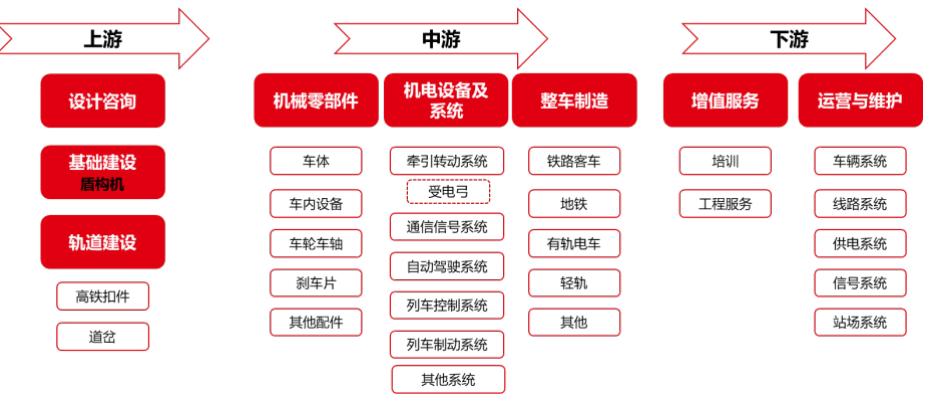 上游
中游
下游
设计咨询
基础建设
盾构机
轨道建设
高铁扣件
道岔
机械零部件
车体
车内设备
车轮车轴
刹车片
其他配件
机电设备及
系统
牵引转动系统
受电弓
通信信号系统
自动驾驶系统
列车控制系统
列车制动系统
其他系统
整车制造
铁路客车
地铁
有轨电车
轻轨
其他
增值服务
培训
工程服务
运营与维护
车辆系统
线路系统
供电系统
信号系统
站场系统